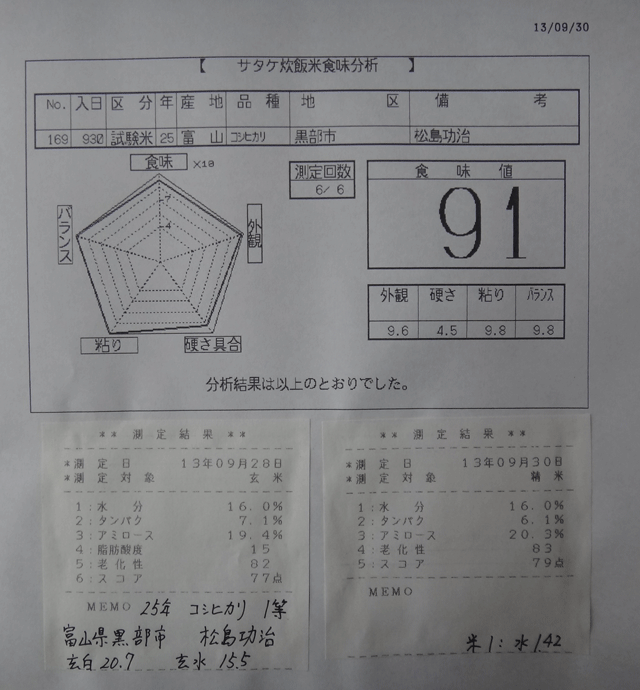 13/09/30
【 サタケ炊飯米食味分析 】
No. 入日 区分 年 産地 品種 地区 備考
169 930 試験米 25 富山 コシヒカリ 黒部市 松島功治
食味 ×10
7
4
バランス
外観
粘り
硬さ具合
測定回数
6/ 6
食味値
91
外観 硬さ 粘り バランス
9.6 4.5 9.8 9.8
分析結果は以上のとおりでした。
** 測定結果 **
*測定日 13年09月28日
*測定対象 玄米
1:水分 16.0%
2:タンパク 7.1%
3:アミロース 19.4%
4:脂肪酸度 15
5:老化性 82
6:スコア 77点
MEMO 25年 コシヒカリ 1等
富山県黒部市 松島功治
玄白20.7 玄水 15.5
** 測定結果 **
*測定日 13年09月30日
*測定対象 精米
1:水分 16.0%
2:タンパク 6.1%
3:アミロース 20.3%
4:老化性 83
5:スコア 79点
MEMO
米1:水1.42